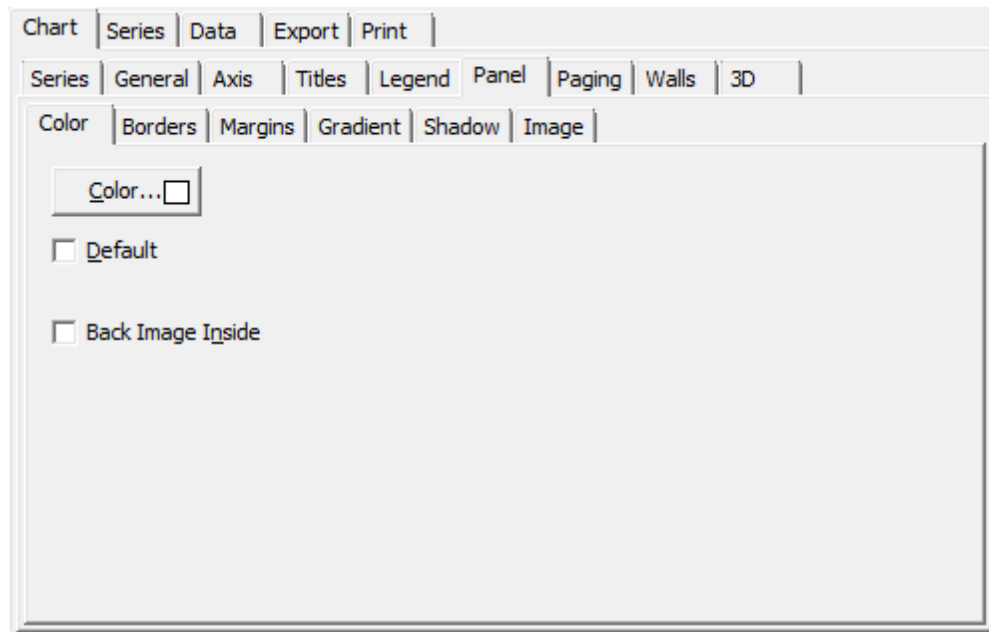 Chart Series Data Export Print
Series General Axis Titles Legend Panel Paging Walls 3D
Color Borders Margins Gradient Shadow Image
Color...
Default
Back Image Inside